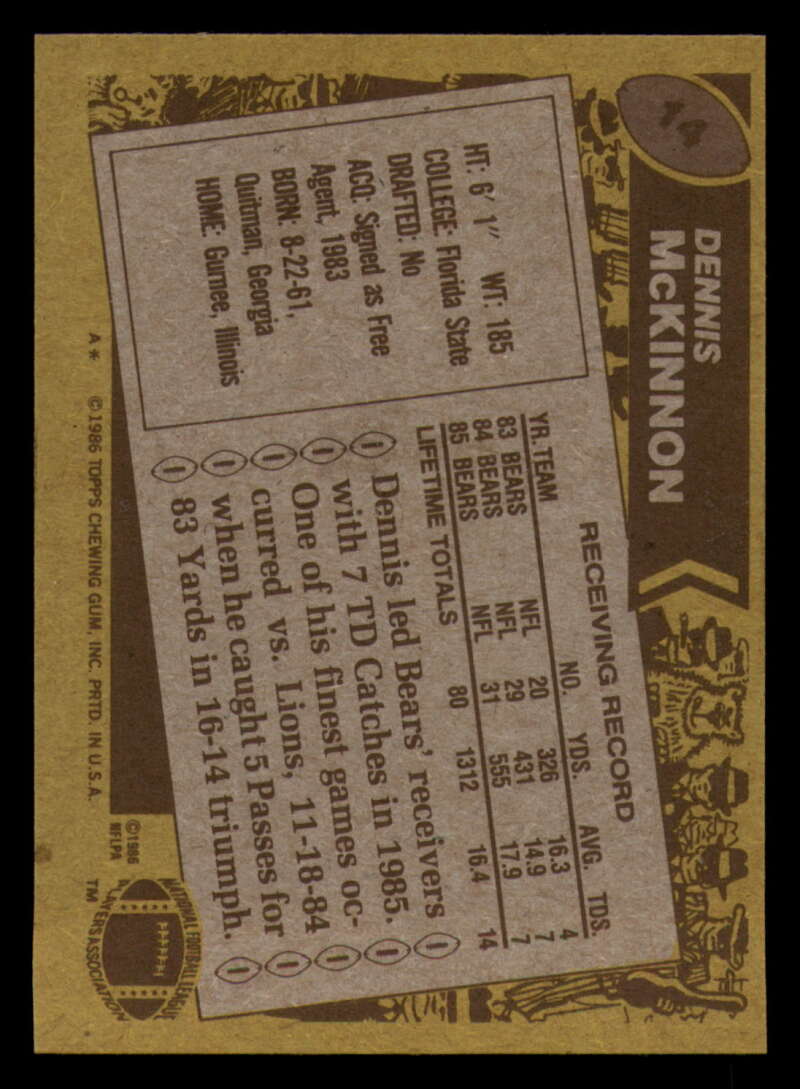 14
DENNIS
McKINNON
HT: 6' 1" WT: 185
COLLEGE: Florida State
DRAFTED: No
ACQ: Signed as Free
Agent, 1983
BORN: 8-22-61,
Quitman, Georgia
HOME: Gurnee, Illinois
RECEIVING RECORD
YR. TEAM NO. YDS. AVG. TDS.
83 BEARS NFL 20 326 16.3 4
84 BEARS NFL 29 431 14.9 7
85 BEARS NFL 31 555 17.9 7
LIFETIME TOTALS 80 1312 16.4 14
Dennis led Bears' receivers
with 7 TD Catches in 1985.
One of his finest games oc-
curred vs. Lions, 11-18-84
when he caught 5 Passes for
83 Yards in 16-14 triumph.
A* ©1986 TOPPS CHEWING GUM, INC. PRTD. IN U.S.A.
©1986
NFLPA
NATIONAL FOOTBALL LEAGUE
PLAYERS ASSOCIATION
TM